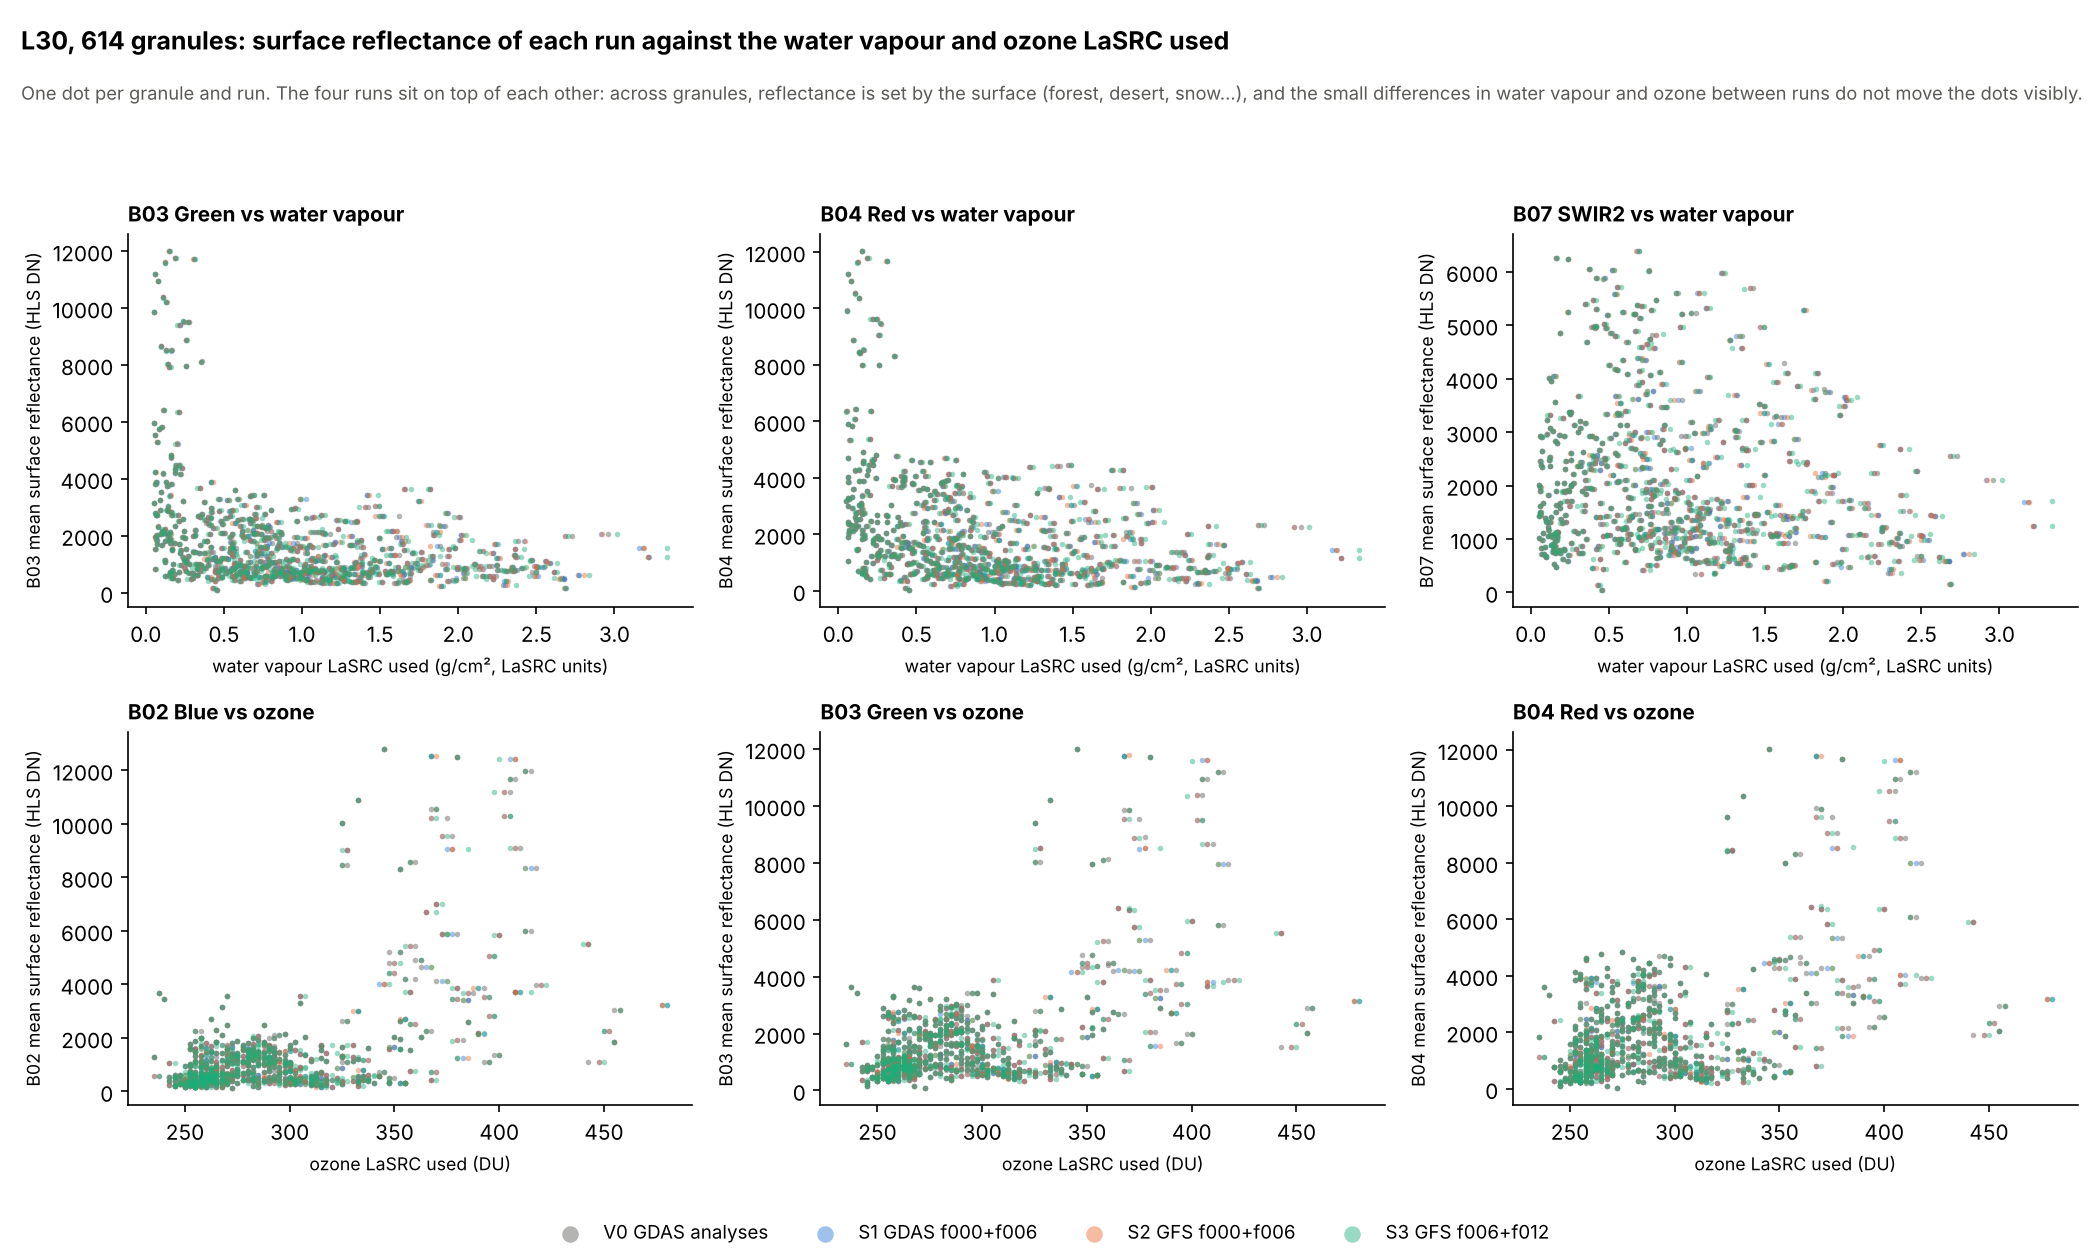 L30, 614 granules: surface reflectance of each run against the water vapour and ozone LaSRC used
One dot per granule and run. The four runs sit on top of each other: across granules, reflectance is set by the surface (forest, desert, snow...), and the small differences in water vapour and ozone between runs do not move the dots visibly.
B03 Green vs water vapour
B03 mean surface reflectance (HLS DN)
12000
10000
8000
6000
4000
2000
0
0.0 0.5 1.0 1.5 2.0 2.5 3.0
water vapour LaSRC used (g/cm², LaSRC units)
B04 Red vs water vapour
B04 mean surface reflectance (HLS DN)
12000
10000
8000
6000
4000
2000
0
0.0 0.5 1.0 1.5 2.0 2.5 3.0
water vapour LaSRC used (g/cm², LaSRC units)
B07 SWIR2 vs water vapour
B07 mean surface reflectance (HLS DN)
6000
5000
4000
3000
2000
1000
0
0.0 0.5 1.0 1.5 2.0 2.5 3.0
water vapour LaSRC used (g/cm², LaSRC units)
B02 Blue vs ozone
B02 mean surface reflectance (HLS DN)
12000
10000
8000
6000
4000
2000
0
250 300 350 400 450
ozone LaSRC used (DU)
B03 Green vs ozone
B03 mean surface reflectance (HLS DN)
12000
10000
8000
6000
4000
2000
0
250 300 350 400 450
ozone LaSRC used (DU)
B04 Red vs ozone
B04 mean surface reflectance (HLS DN)
12000
10000
8000
6000
4000
2000
0
250 300 350 400 450
ozone LaSRC used (DU)
V0 GDAS analyses S1 GDAS f000+f006 S2 GFS f000+f006 S3 GFS f006+f012